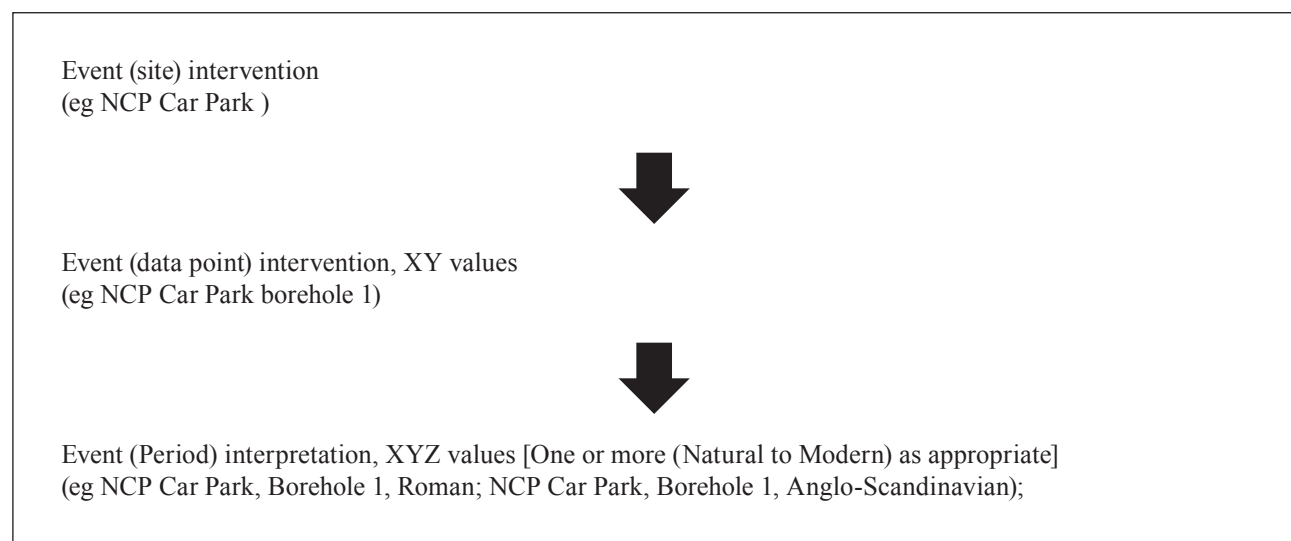 Event (site) intervention
(eg NCP Car Park )
Event (data point) intervention, XY values
(eg NCP Car Park borehole 1)
Event (Period) interpretation, XYZ values [One or more (Natural to Modern) as appropriate]
(eg NCP Car Park, Borehole 1, Roman; NCP Car Park, Borehole 1, Anglo-Scandinavian);